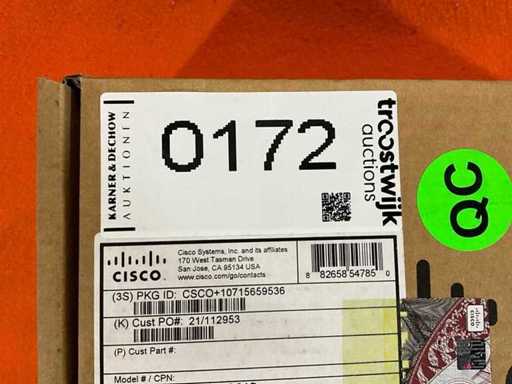 KARNER & DECHOW
AUKTIONEN
0172
troostwijk
auctions
QC
CISCO
Cisco Systems, Inc. and its affiliates
170 West Tasman Drive
San Jose, CA 95134 USA
www.cisco.com/go/contacts
8 82658 54785 0
(3S) PKG ID: CSCO+10715659536
(K) Cust PO#: 21/112953
(P) Cust Part #:
Model # / CPN:
CISCO